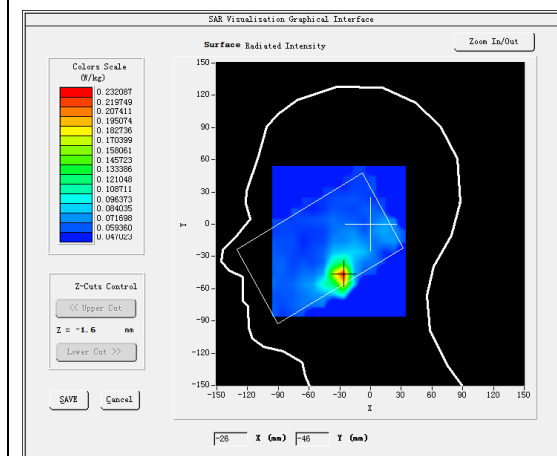 SAR Visualisation Graphical Interface
Surface Radiated Intensity
Zoom In/Out
Colors Scale
(W/kg)
0.232087
0.219749
0.207411
0.195074
0.182736
0.170399
0.158061
0.145723
0.133386
0.121048
0.108711
0.096373
0.084035
0.071698
0.059360
0.047023
Z-Cuts Control
<< Upper Cut
Z = -1.6 mm
Lower Cut >>
SAVE Cancel
150
120
90
60
30
0
-30
-60
-90
-120
-150
Y
-150 -120 -90 -60 -30 0 30 60 90 120 150
X
-26 X (mm) -46 Y (mm)